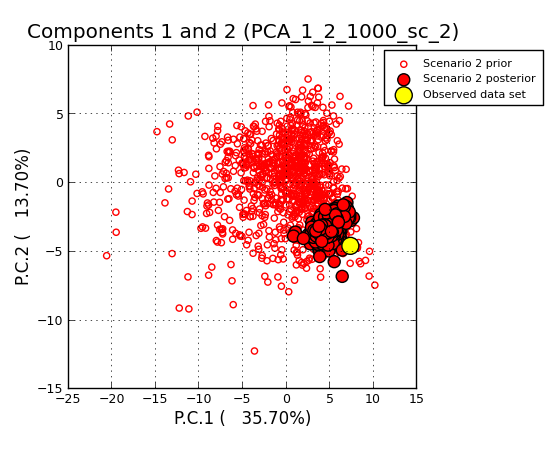 Components 1 and 2 (PCA_1_2_1000_sc_2)
Scenario 2 prior
Scenario 2 posterior
Observed data set
10
5
0
−5
−10
−15
P.C.2 ( 13.70%)
−25
−20
−15
−10
−5
0
5
10
15
P.C.1 ( 35.70%)